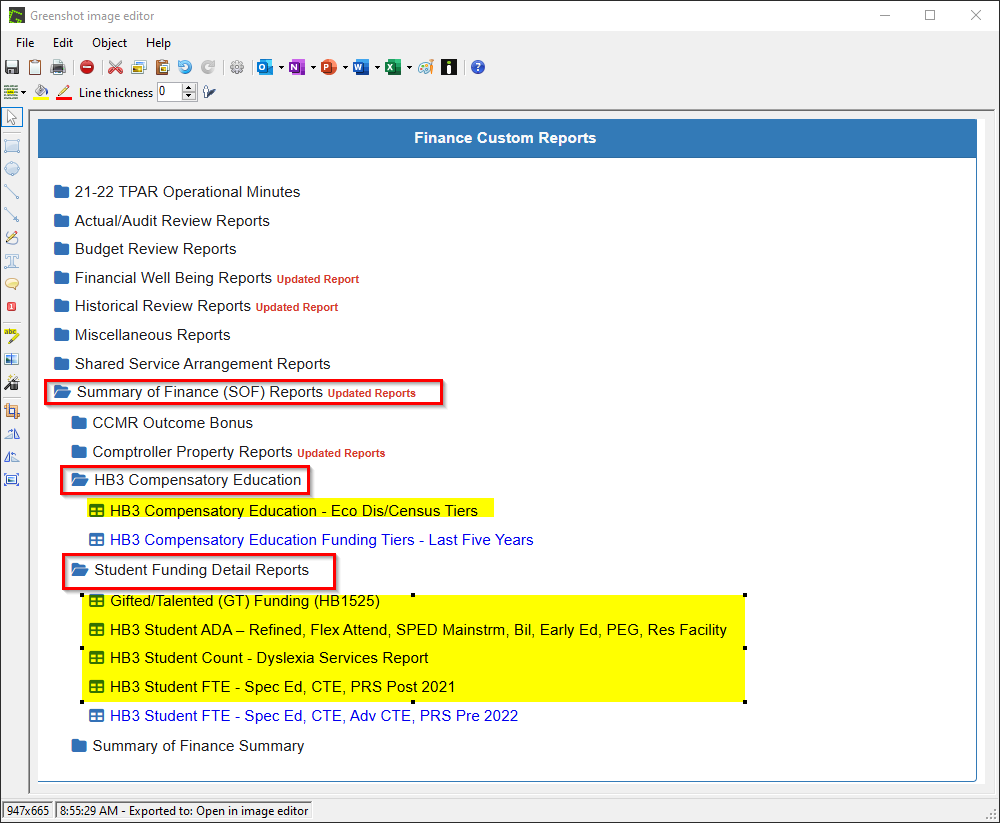 Greenshot image editor
File Edit Object Help
Line thickness 0
Finance Custom Reports
21-22 TPAR Operational Minutes
Actual/Audit Review Reports
Budget Review Reports
Financial Well Being Reports Updated Report
Historical Review Reports Updated Report
Miscellaneous Reports
Shared Service Arrangement Reports
Summary of Finance (SOF) Reports Updated Reports
CCMR Outcome Bonus
Comptroller Property Reports Updated Reports
HB3 Compensatory Education
HB3 Compensatory Education - Eco Dis/Census Tiers
HB3 Compensatory Education Funding Tiers - Last Five Years
Student Funding Detail Reports
Gifted/Talented (GT) Funding (HB1525)
HB3 Student ADA – Refined, Flex Attend, SPED Mainstrm, Bil, Early Ed, PEG, Res Facility
HB3 Student Count - Dyslexia Services Report
HB3 Student FTE - Spec Ed, CTE, PRS Post 2021
HB3 Student FTE - Spec Ed, CTE, Adv CTE, PRS Pre 2022
Summary of Finance Summary
947x665 8:55:29 AM - Exported to: Open in image editor